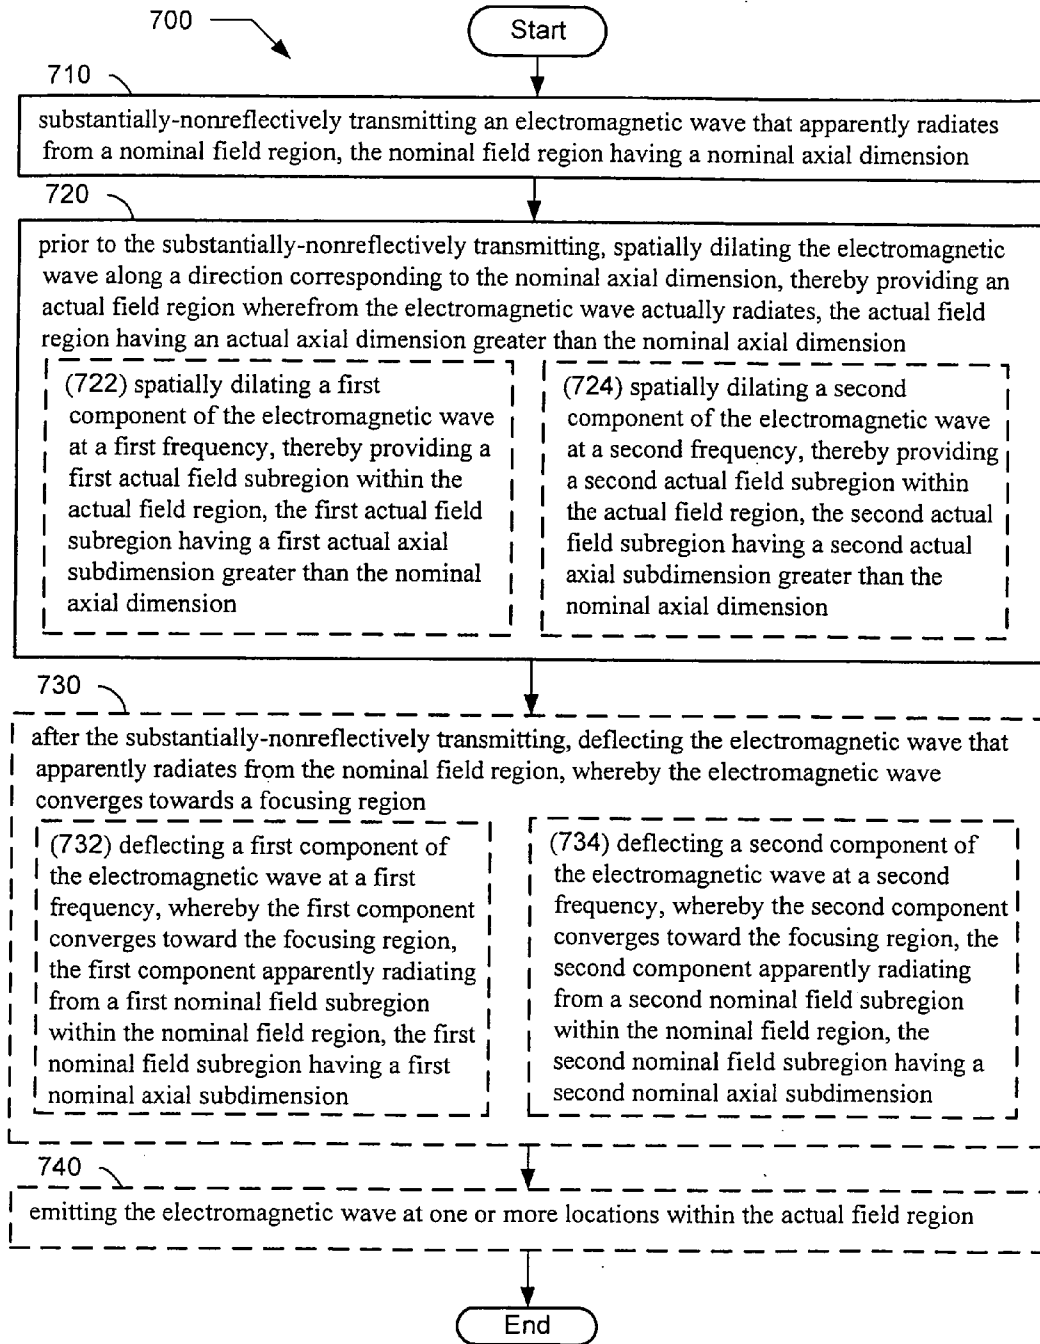 700
Start
710
substantially-nonreflectively transmitting an electromagnetic wave that apparently radiates
from a nominal field region, the nominal field region having a nominal axial dimension
720
prior to the substantially-nonreflectively transmitting, spatially dilating the electromagnetic
wave along a direction corresponding to the nominal axial dimension, thereby providing an
actual field region wherefrom the electromagnetic wave actually radiates, the actual field
region having an actual axial dimension greater than the nominal axial dimension
(722) spatially dilating a first
component of the electromagnetic wave
at a first frequency, thereby providing a
first actual field subregion within the
actual field region, the first actual field
subregion having a first actual axial
subdimension greater than the nominal
axial dimension
(724) spatially dilating a second
component of the electromagnetic wave
at a second frequency, thereby providing
a second actual field subregion within
the actual field region, the second actual
field subregion having a second actual
axial subdimension greater than the
nominal axial dimension
730
after the substantially-nonreflectively transmitting, deflecting the electromagnetic wave that
apparently radiates from the nominal field region, whereby the electromagnetic wave
converges towards a focusing region
(732) deflecting a first component of
the electromagnetic wave at a first
frequency, whereby the first component
converges toward the focusing region,
the first component apparently radiating
from a first nominal field subregion
within the nominal field region, the first
nominal field subregion having a first
nominal axial subdimension
(734) deflecting a second component of
the electromagnetic wave at a second
frequency, whereby the second component
converges toward the focusing region, the
second component apparently radiating
from a second nominal field subregion
within the nominal field region, the
second nominal field subregion having a
second nominal axial subdimension
740
emitting the electromagnetic wave at one or more locations within the actual field region
End